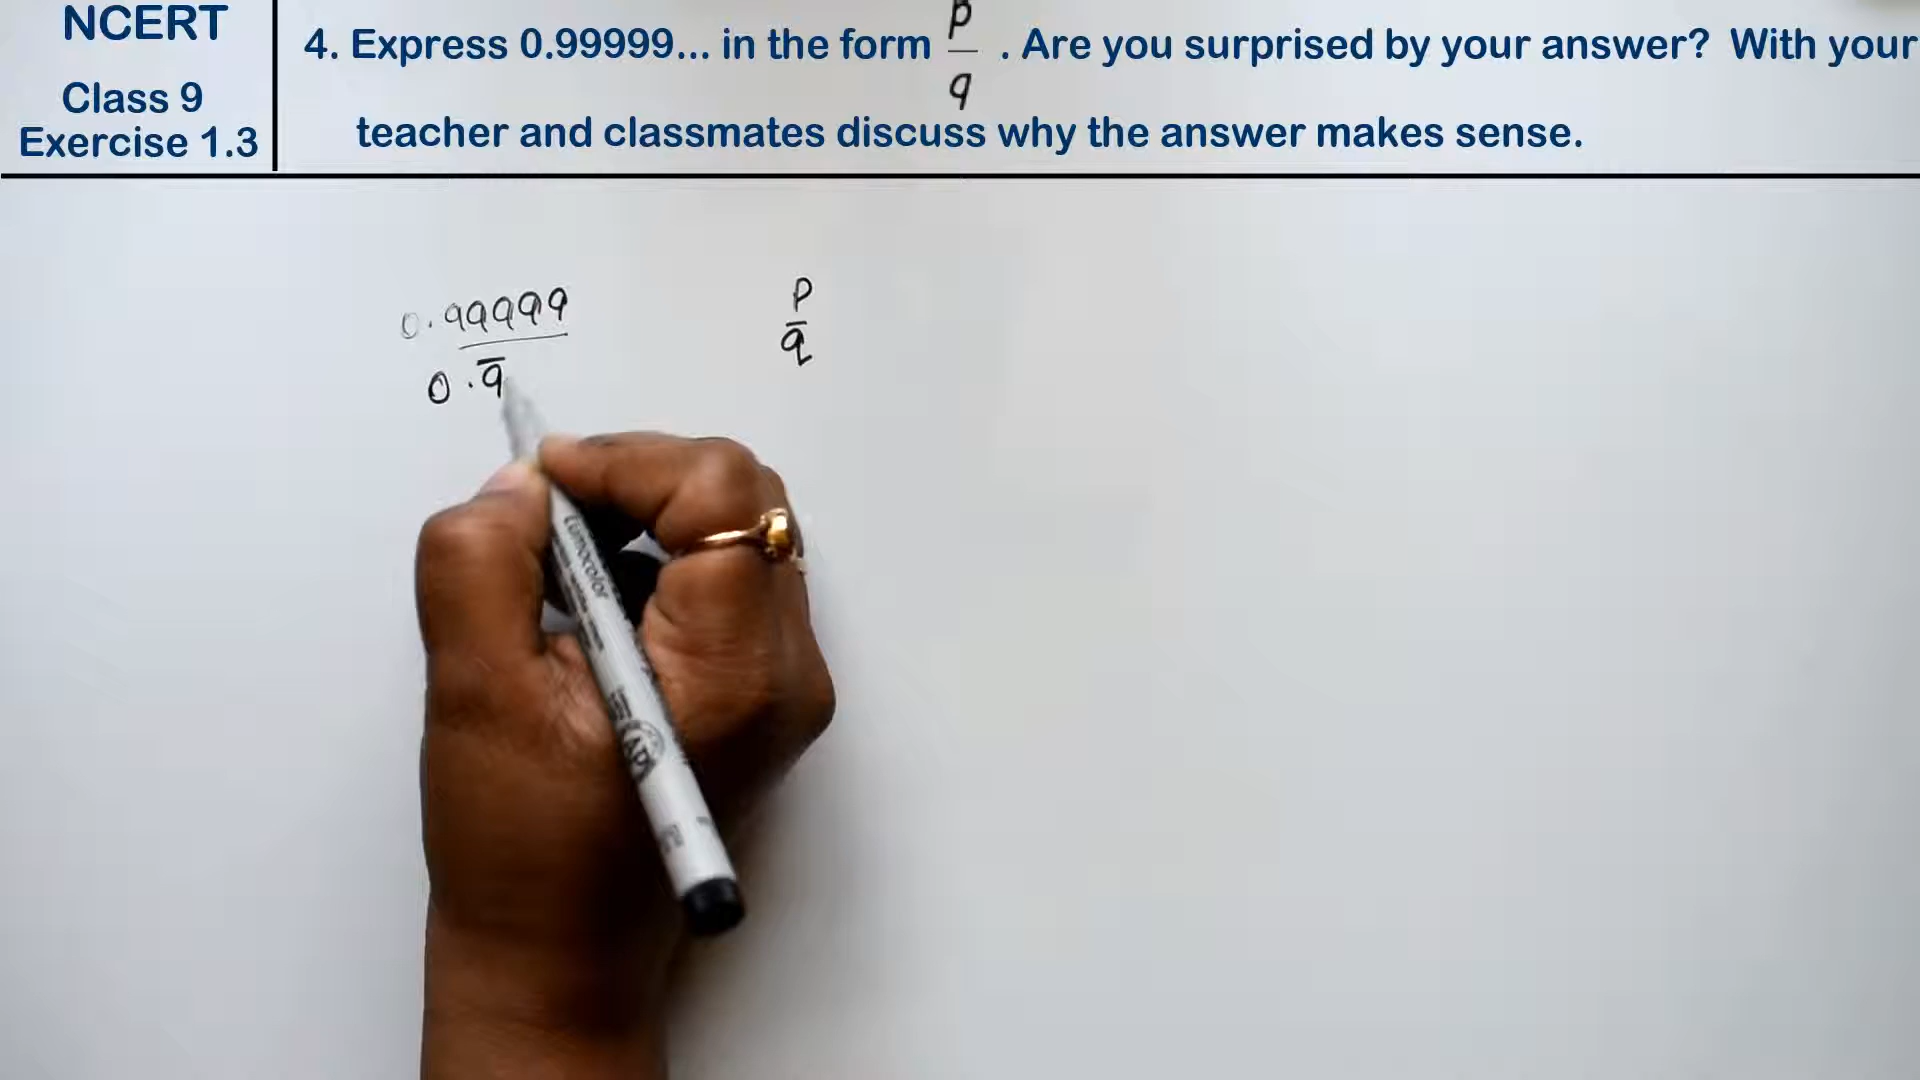 NCERT
Class 9
Exercise 1.3
4. Express 0.99999... in the form p/q . Are you surprised by your answer? With your
teacher and classmates discuss why the answer makes sense.
0.99999
0.9̅
p
q
Lumocolor